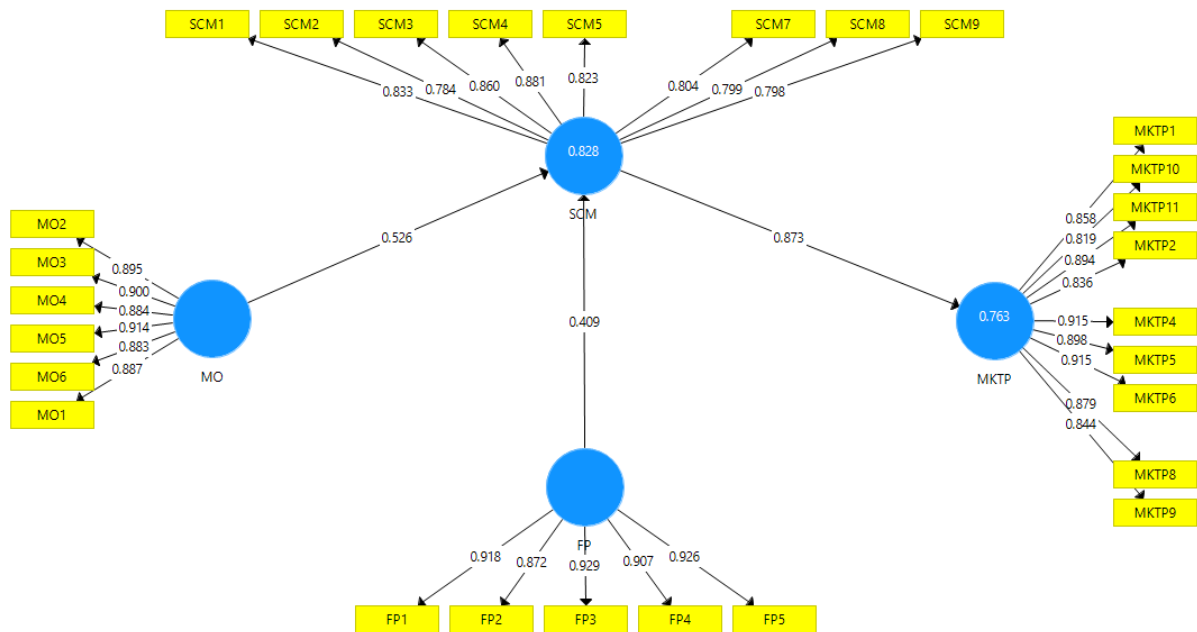 SCM1 SCM2 SCM3 SCM4 SCM5 SCM7 SCM8 SCM9
0.833 0.784 0.860 0.881 0.823 0.804 0.799 0.798
0.828
SCM
MO2
MO3
MO4
MO5
MO6
MO1
0.895
0.900
0.884
0.914
0.883
0.887
MO
0.526
0.409
0.873
0.763
MKTP
0.858
0.819
0.894
0.836
0.915
0.898
0.915
0.879
0.844
MKTP1
MKTP10
MKTP11
MKTP2
MKTP4
MKTP5
MKTP6
MKTP8
MKTP9
FP
0.918 0.872 0.929 0.907 0.926
FP1 FP2 FP3 FP4 FP5